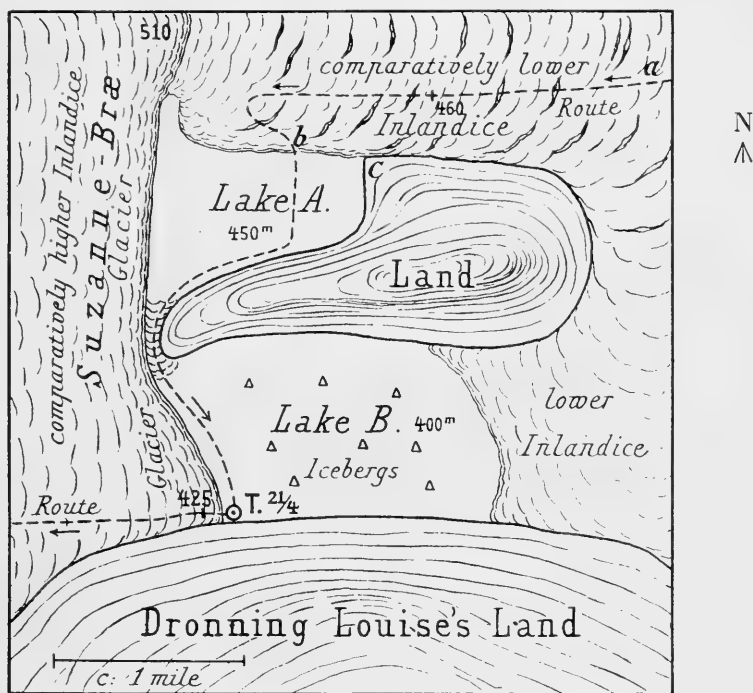 510
comparatively lower
a
460
Route
Inlandice
b
c
Lake A.
450m
Land
comparatively higher Inlandice
Suzanne-Bræ
Glacier
Lake B. 400m
Icebergs
lower
Inlandice
Glacier
Route
425
T. 21/4
Dronning Louise's Land
c: 1 mile
N